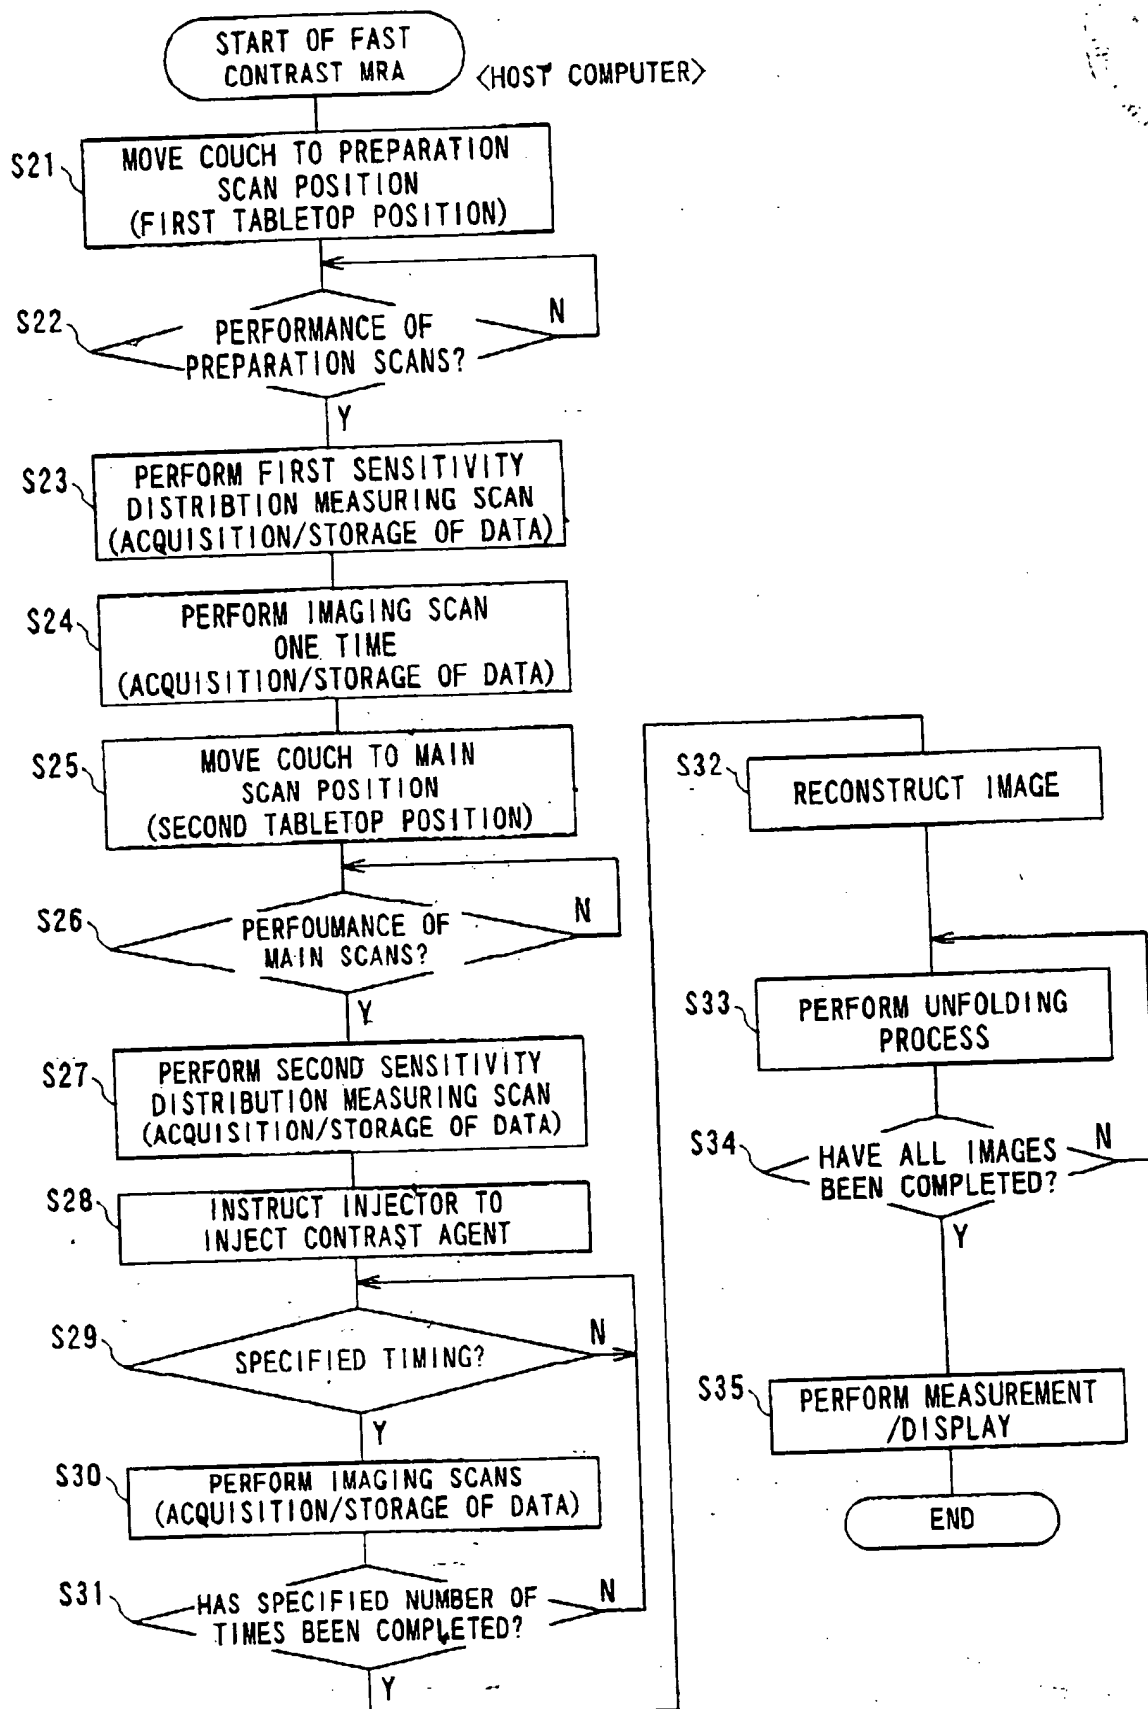 START OF FAST
CONTRAST MRA
<HOST COMPUTER>
S21
MOVE COUCH TO PREPARATION
SCAN POSITION
(FIRST TABLETOP POSITION)
S22
PERFORMANCE OF
PREPARATION SCANS?
N
Y
S23
PERFORM FIRST SENSITIVITY
DISTRIBTION MEASURING SCAN
(ACQUISITION/STORAGE OF DATA)
S24
PERFORM IMAGING SCAN
ONE TIME
(ACQUISITION/STORAGE OF DATA)
S25
MOVE COUCH TO MAIN
SCAN POSITION
(SECOND TABLETOP POSITION)
S26
PERFOUMANCE OF
MAIN SCANS?
N
Y
S27
PERFORM SECOND SENSITIVITY
DISTRIBUTION MEASURING SCAN
(ACQUISITION/STORAGE OF DATA)
S28
INSTRUCT INJECTOR TO
INJECT CONTRAST AGENT
S29
SPECIFIED TIMING?
N
Y
S30
PERFORM IMAGING SCANS
(ACQUISITION/STORAGE OF DATA)
S31
HAS SPECIFIED NUMBER OF
TIMES BEEN COMPLETED?
N
Y
S32
RECONSTRUCT IMAGE
S33
PERFORM UNFOLDING
PROCESS
S34
HAVE ALL IMAGES
BEEN COMPLETED?
N
Y
S35
PERFORM MEASUREMENT
/DISPLAY
END